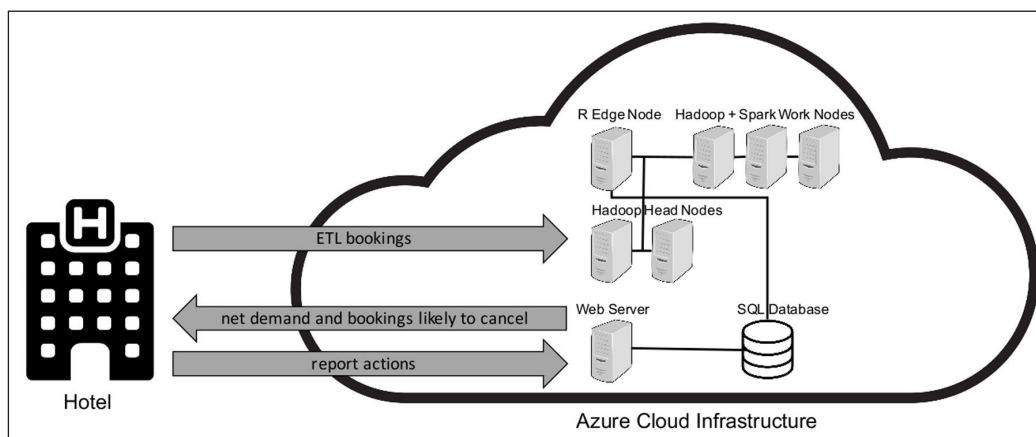 R Edge Node
Hadoop + Spark Work Nodes
H
Hadoop Head Nodes
ETL bookings
net demand and bookings likely to cancel
Web Server
SQL Database
report actions
Hotel
Azure Cloud Infrastructure